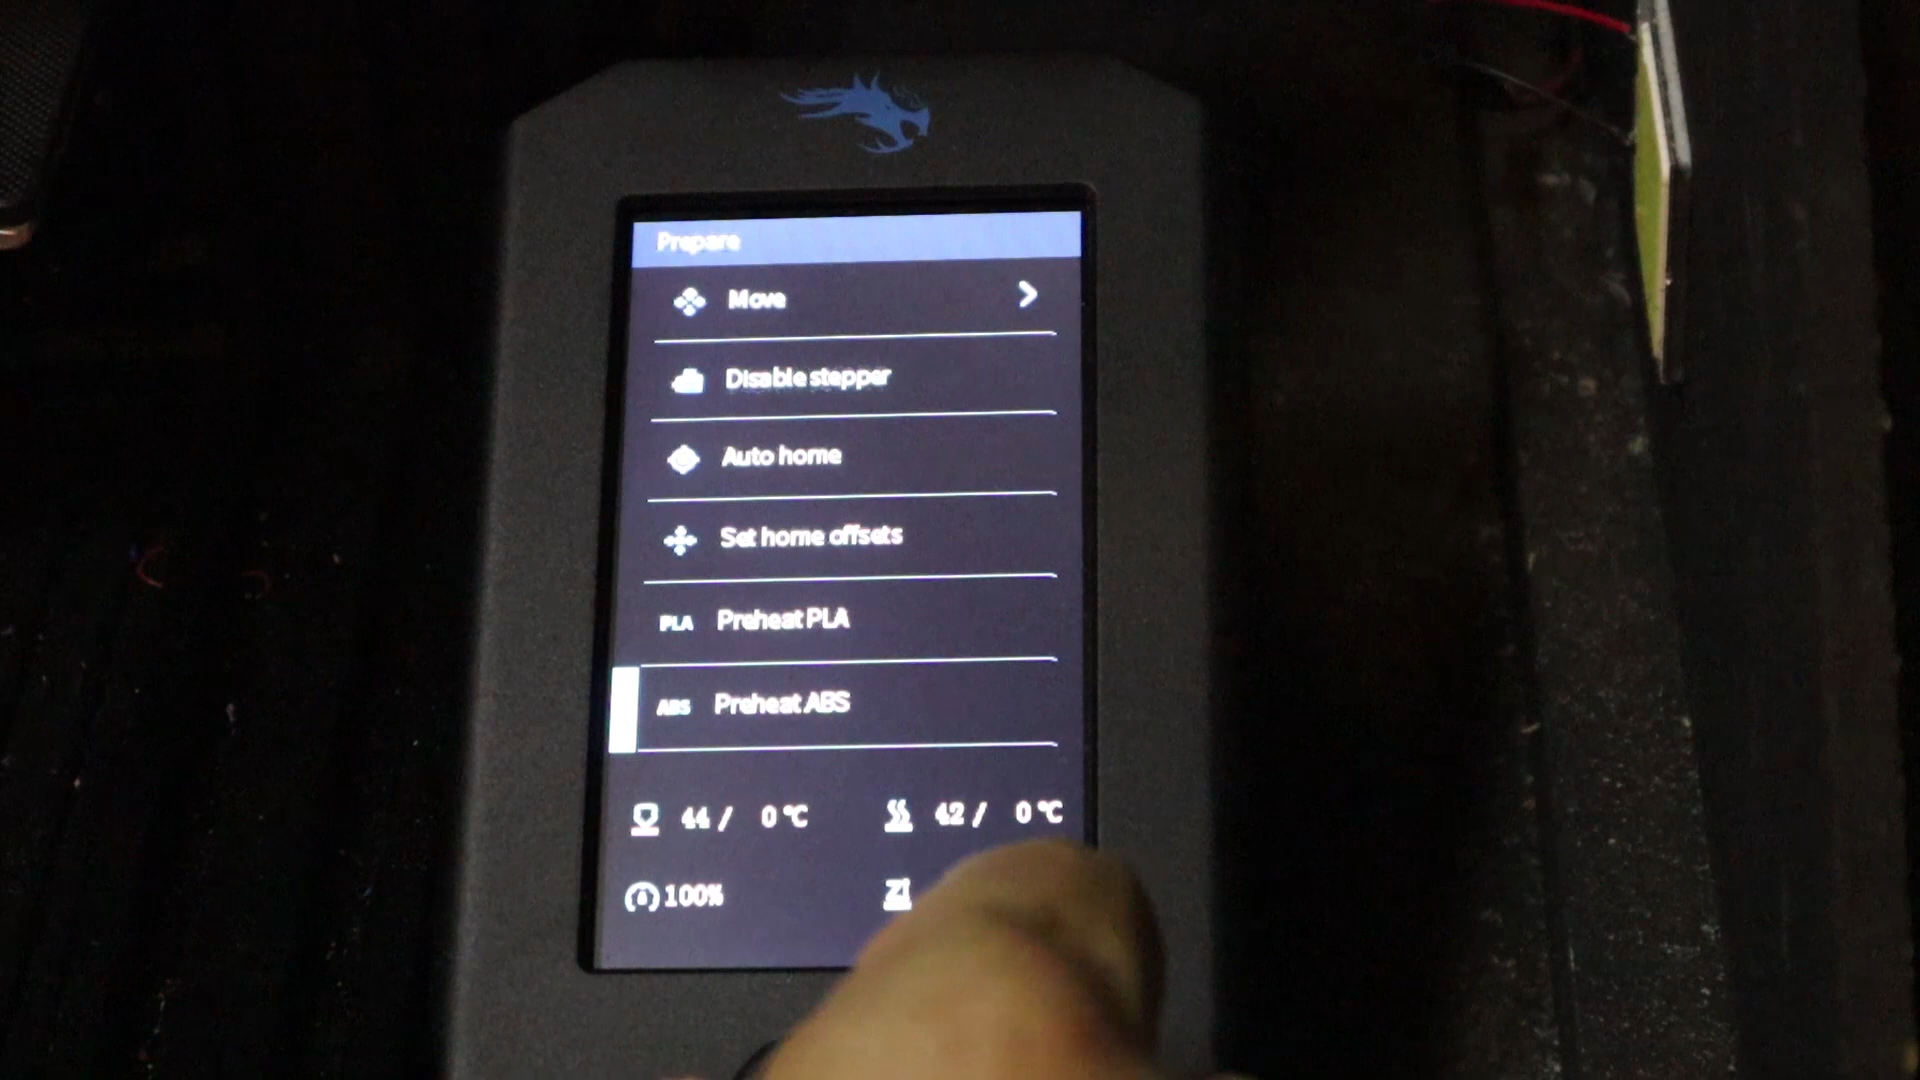 Prepare
Move
Disable stepper
Auto home
Set home offsets
PLA Preheat PLA
ABS Preheat ABS
44 / 0 ℃ 42 / 0 ℃
100%